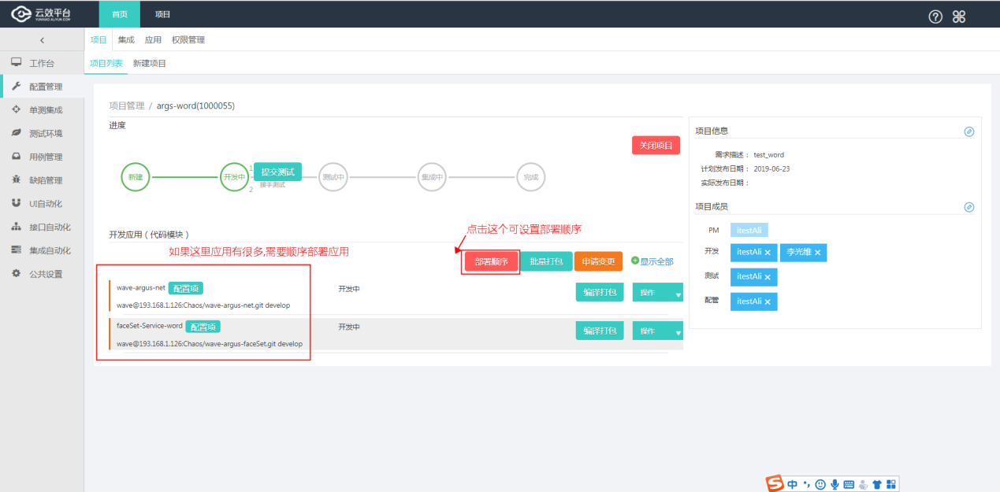 云效平台 首页 项目
YUNXIAO.ALIYUN.COM
项目 集成 应用 权限管理
工作台 项目列表 新建项目
配置管理
单测集成
测试环境
用例管理
缺陷管理
UI自动化
接口自动化
集成自动化
公共设置
项目管理 / args-word(1000055)
进度
关闭项目
新建 开发中 1 提交测试 测试中 集成中 完成
2 接手测试
开发应用 ( 代码模块 )
点击这个可设置部署顺序
如果这里应用有很多,需要顺序部署应用
部署顺序 批量打包 申请变更 显示全部
wave-argus-net 配置项 开发中 编译打包 操作
wave@193.168.1.126:Chaos/wave-argus-net.git develop
faceSet-Service-word 配置项 开发中 编译打包 操作
wave@193.168.1.126:Chaos/wave-argus-faceSet.git develop
项目信息
需求描述： test_word
计划发布日期： 2019-06-23
实际发布日期：
项目成员
PM itestAli
开发 itestAli × 李光维 ×
测试 itestAli ×
配管 itestAli ×
S 中